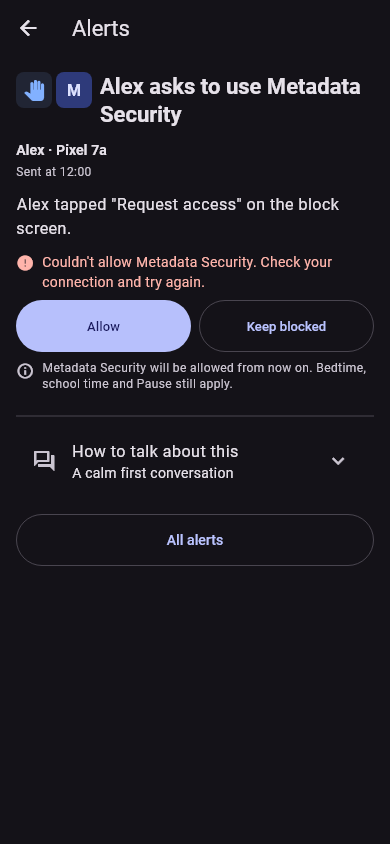 Alerts
M
Alex asks to use Metadata
Security
Alex · Pixel 7a
Sent at 12:00
Alex tapped "Request access" on the block
screen.
Couldn't allow Metadata Security. Check your
connection and try again.
Allow
Keep blocked
Metadata Security will be allowed from now on. Bedtime,
school time and Pause still apply.
How to talk about this
A calm first conversation
All alerts